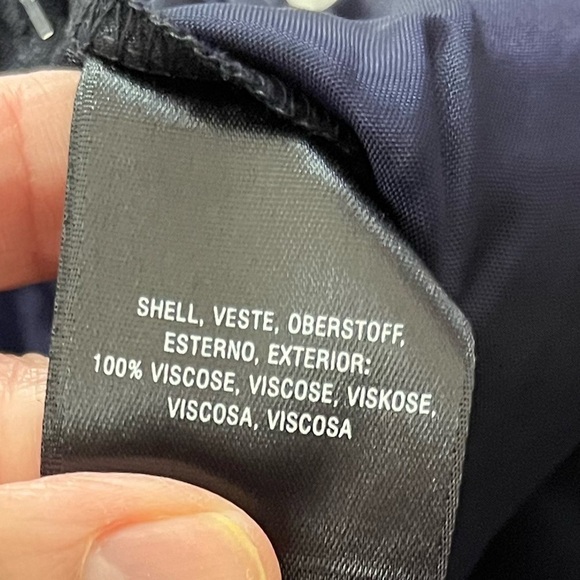 SHELL, VESTE, OBERSTOFF,
ESTERNO, EXTERIOR:
100% VISCOSE, VISCOSE, VISKOSE,
VISCOSA, VISCOSA